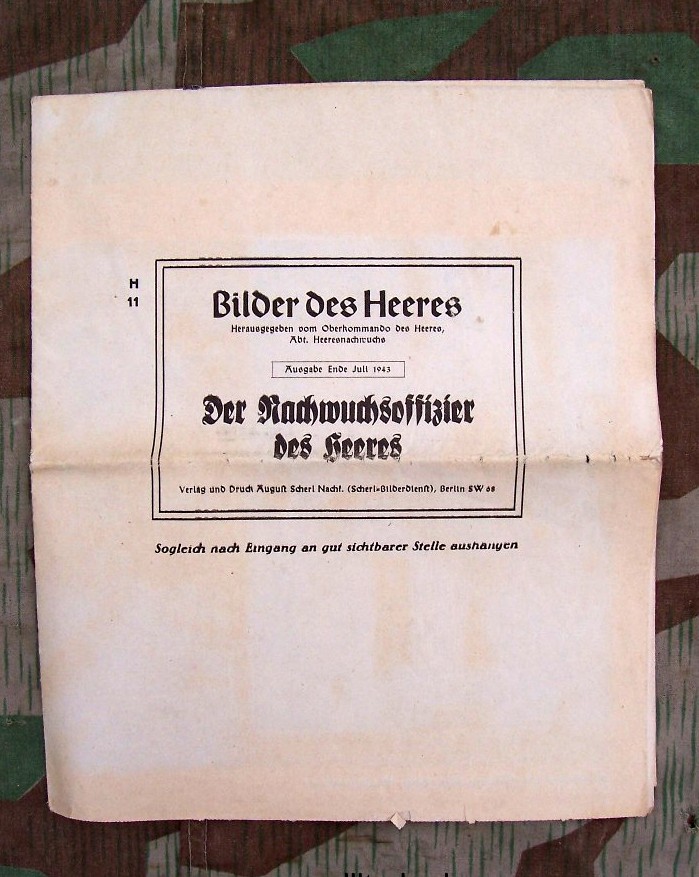 H
11
Bilder des Heeres
Herausgegeben vom Oberkommando des Heeres,
Abt. Heeresnachwuchs
Ausgabe Ende Juli 1943
Der Nachwuchsoffizier
des Heeres
Verlag und Druck August Scherl Nachf. (Scherl-Bilderdienst), Berlin SW 68
Sogleich nach Eingang an gut sichtbarer Stelle aushängen